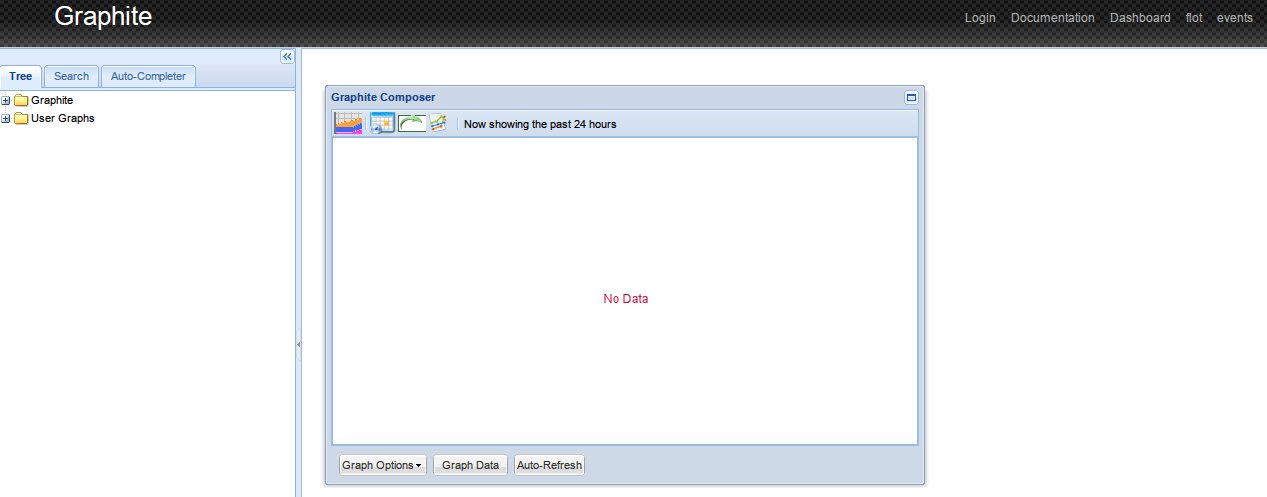 Graphite
Login Documentation Dashboard flot events
Tree Search Auto-Completer
Graphite
User Graphs
Graphite Composer
Now showing the past 24 hours
No Data
Graph Options Graph Data Auto-Refresh